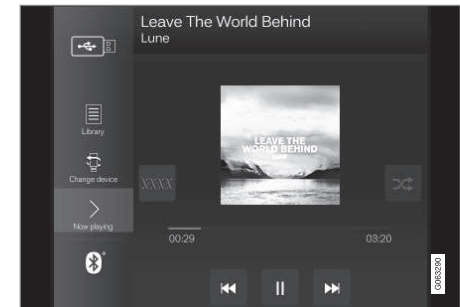 Leave The World Behind
Lune
Library
Change device
Now playing
LEAVE THE
WORLD BEHIND
LUNE
XXXX
00:29
03:20
G063290